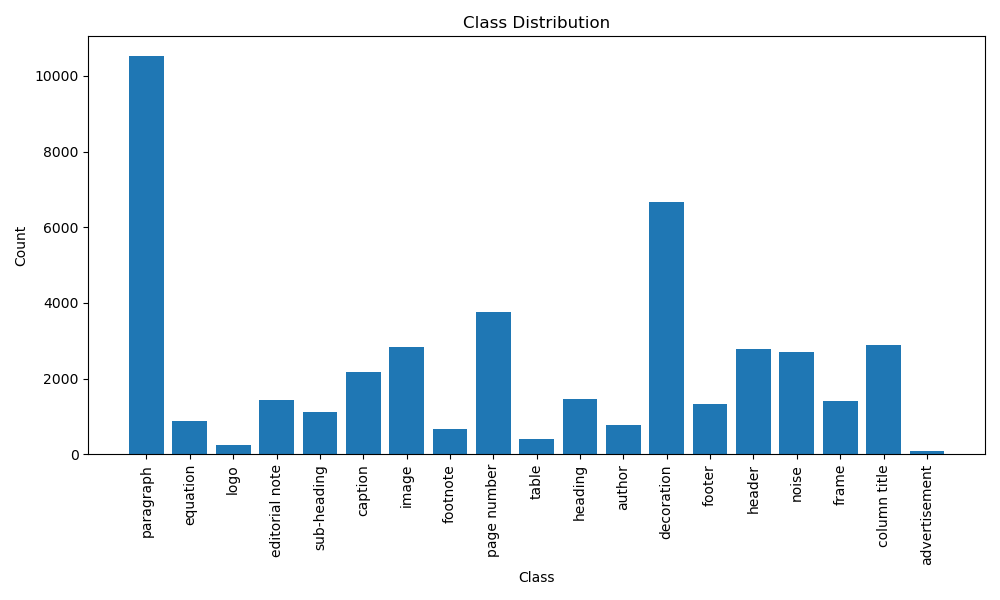 Class Distribution
10000
8000
6000
4000
2000
0
Count
paragraph
equation
logo
editorial note
sub-heading
caption
image
footnote
page number
table
heading
author
decoration
footer
header
noise
frame
column title
advertisement
Class